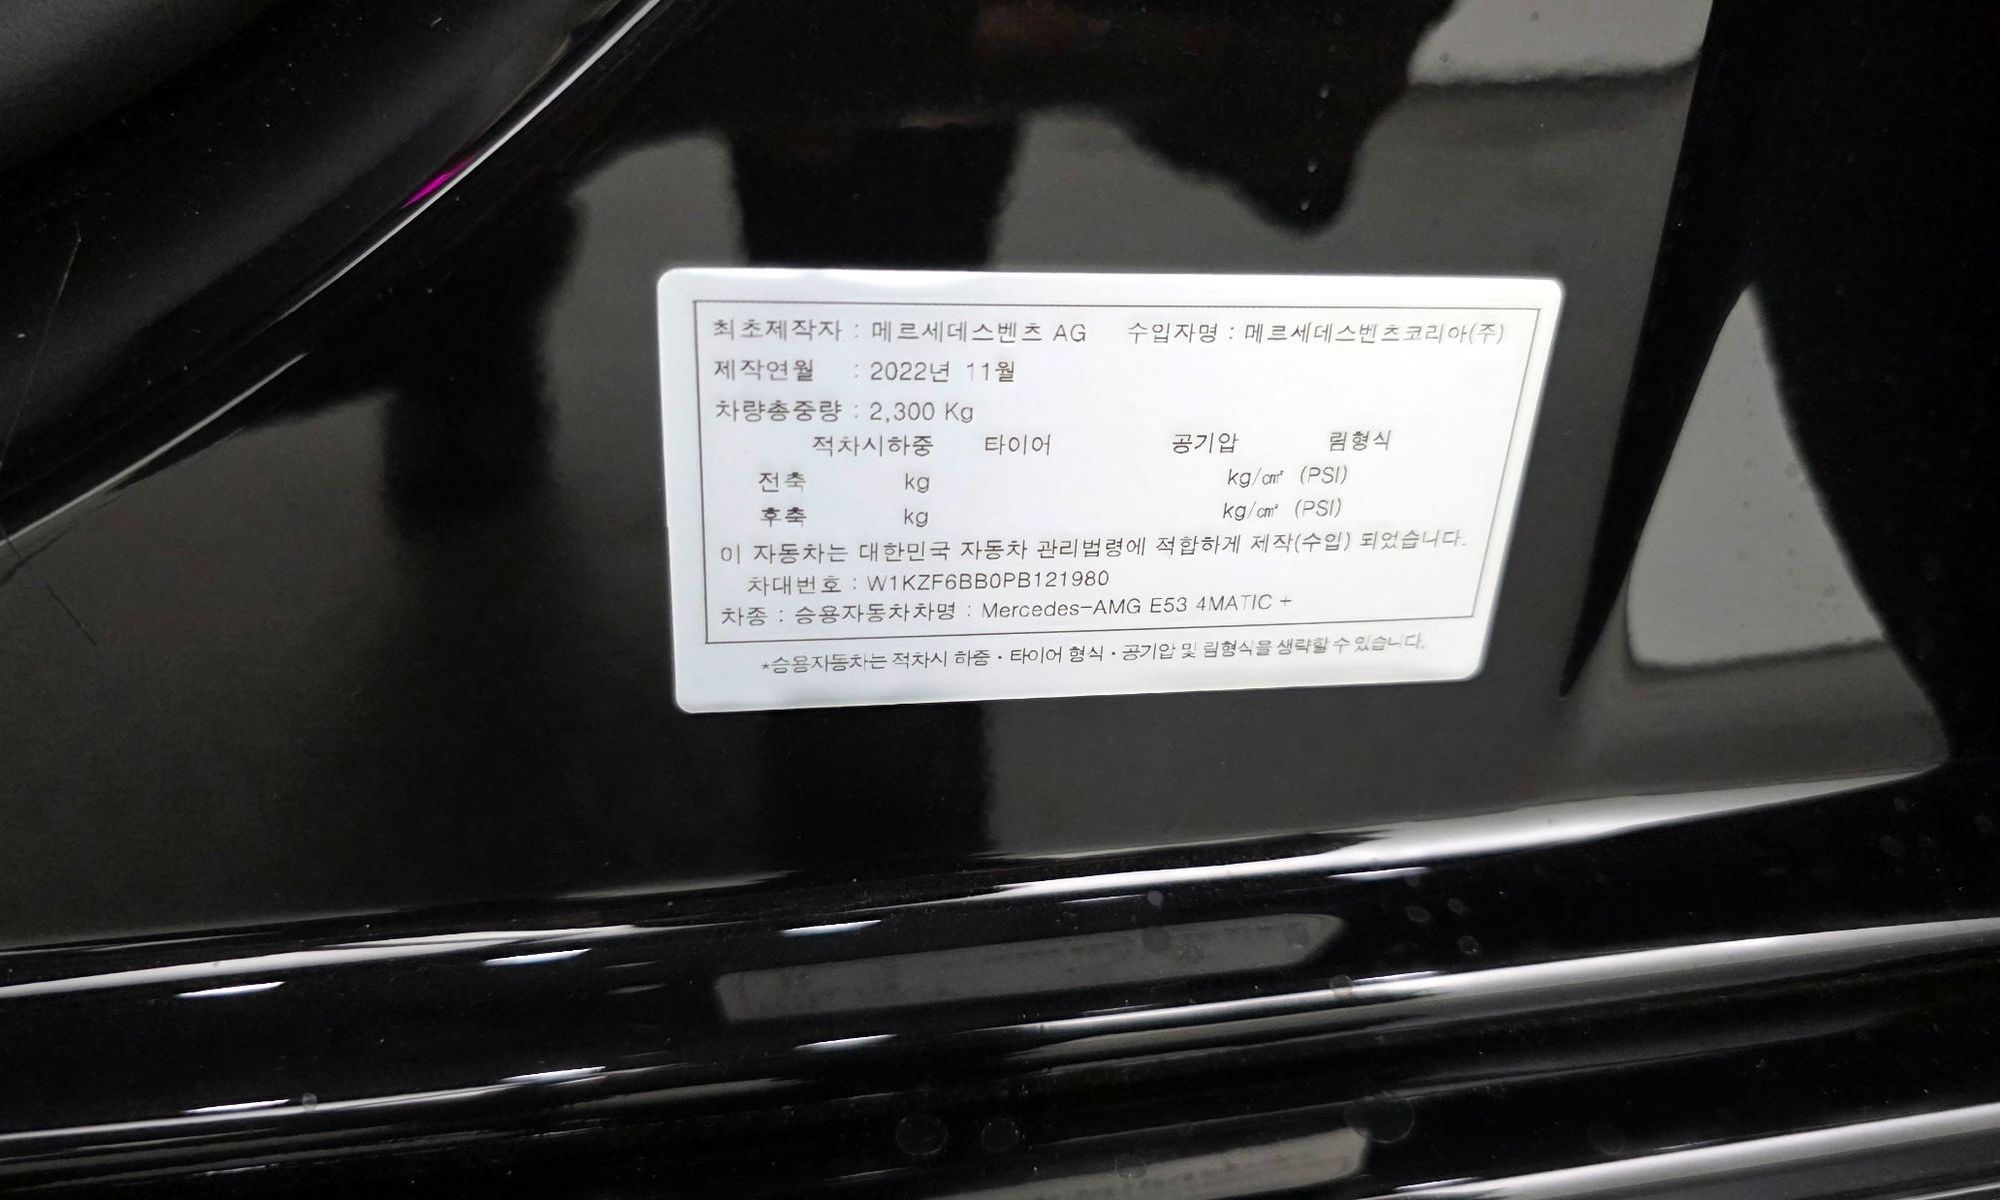 최초제작자 : 메르세데스벤츠 AG 수입자명 : 메르세데스벤츠코리아(주)
제작연월 : 2022년 11월
차량총중량 : 2,300 Kg
적차시하중 타이어 공기압 림형식
전축 kg kg/㎠ (PSI)
후축 kg kg/㎠ (PSI)
이 자동차는 대한민국 자동차 관리법령에 적합하게 제작(수입) 되었습니다.
차대번호 : W1KZF6BB0PB121980
차종 : 승용자동차차명 : Mercedes-AMG E53 4MATIC +
*승용자동차는 적차시 하중·타이어 형식·공기압 및 림형식을 생략할 수 있습니다.